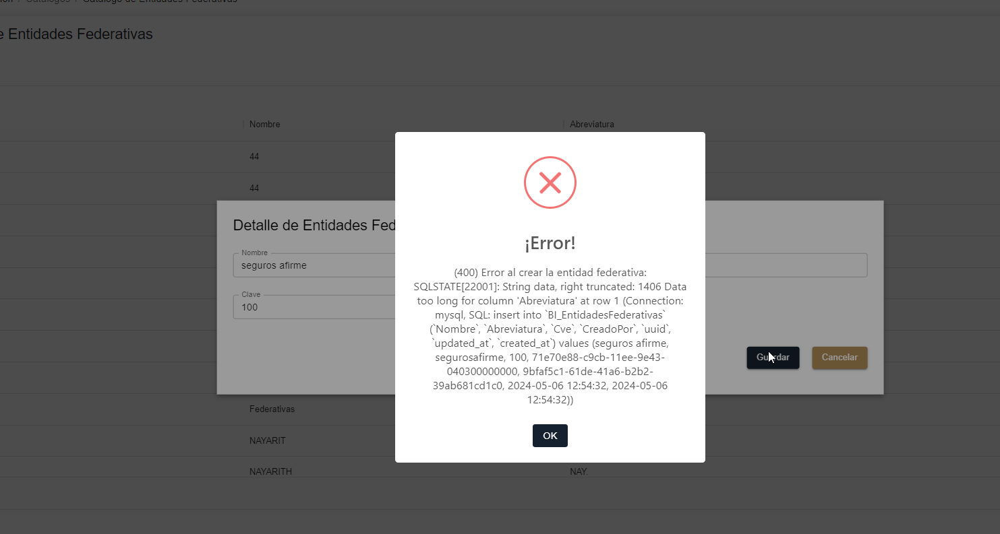 Catálogos / Catálogo de Entidades Federativas
Entidades Federativas
Nombre
Abreviatura
44
44
Detalle de Entidades Fed
Nombre
seguros afirme
Clave
100
Guardar
Cancelar
¡Error!
(400) Error al crear la entidad federativa:
SQLSTATE[22001]: String data, right truncated: 1406 Data
too long for column 'Abreviatura' at row 1 (Connection:
mysql, SQL: insert into `BI_EntidadesFederativas`
(`Nombre`, `Abreviatura`, `Cve`, `CreadoPor`, `uuid`,
`updated_at`, `created_at`) values (seguros afirme,
segurosafirme, 100, 71e70e88-c9cb-11ee-9e43-
040300000000, 9bfaf5c1-61de-41a6-b2b2-
39ab681cd1c0, 2024-05-06 12:54:32, 2024-05-06
12:54:32))
OK
Federativas
NAYARIT
NAYARITH
NAY.